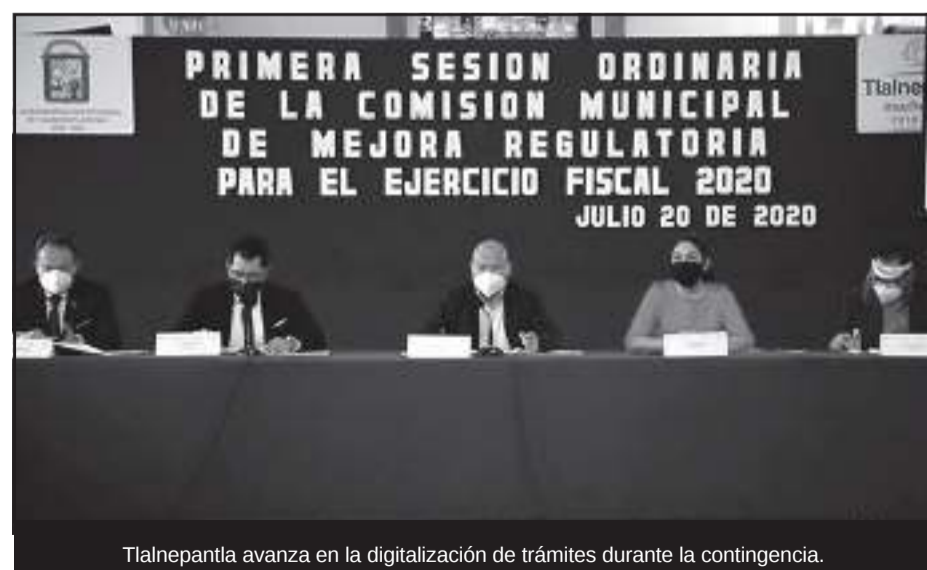 PRIMERA SESION ORDINARIA
DE LA COMISION MUNICIPAL
DE MEJORA REGULATORIA
PARA EL EJERCICIO FISCAL 2020
JULIO 20 DE 2020
Tlalne
Tlalnepantla avanza en la digitalización de trámites durante la contingencia.